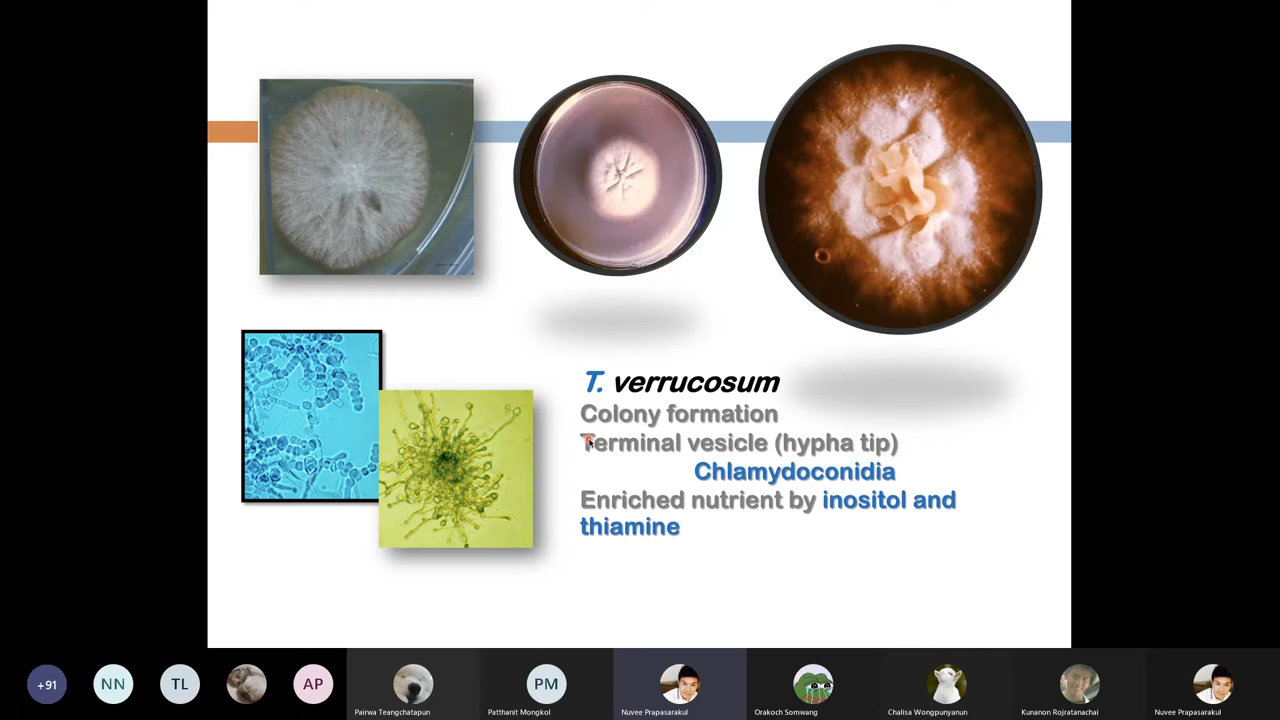 T. verrucosum
Colony formation
Terminal vesicle (hypha tip)
Chlamydoconidia
Enriched nutrient by inositol and
thiamine
+91
NN
TL
AP
Pairwa Teangchatapun
PM
Patthanit Mongkol
Nuvee Prapasarakul
Orakoch Somwang
Chalisa Wongpunyanun
Kunanon Rojratanachai
Nuvee Prapasarakul